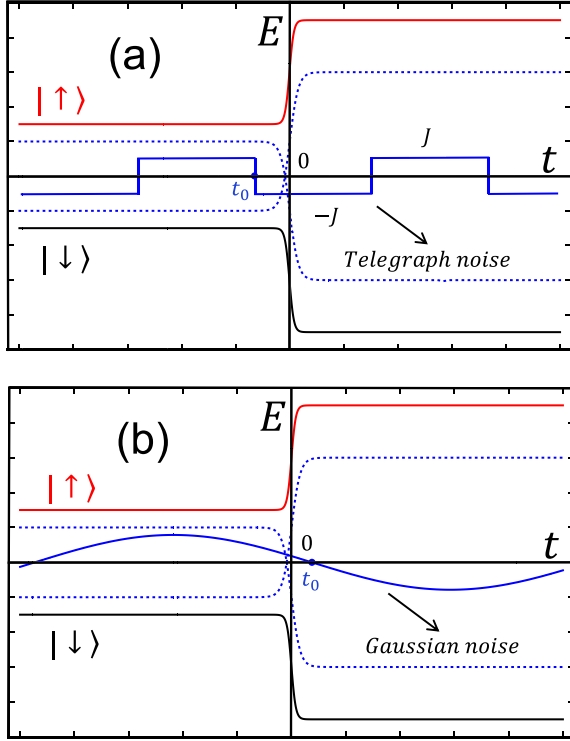 (a)
E
| ↑ ⟩
J
0
t
t₀
−J
| ↓ ⟩
Telegraph noise
(b)
E
| ↑ ⟩
0
t
t₀
| ↓ ⟩
Gaussian noise